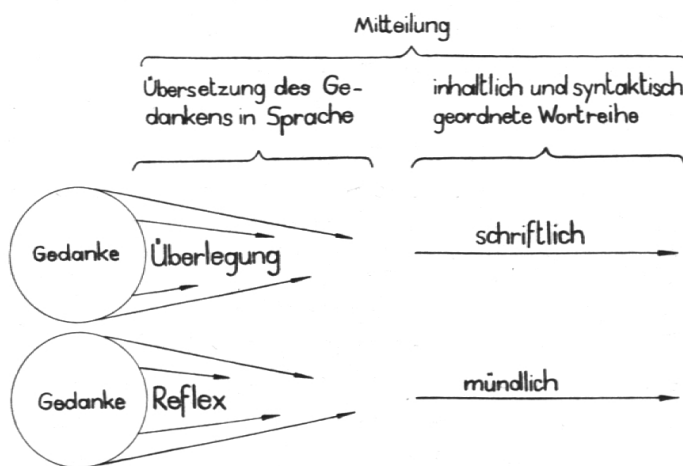 Mitteilung
Übersetzung des Ge-
dankens in Sprache
inhaltlich und syntaktisch
geordnete Wortreihe
Gedanke
Überlegung
schriftlich
Gedanke
Reflex
mündlich